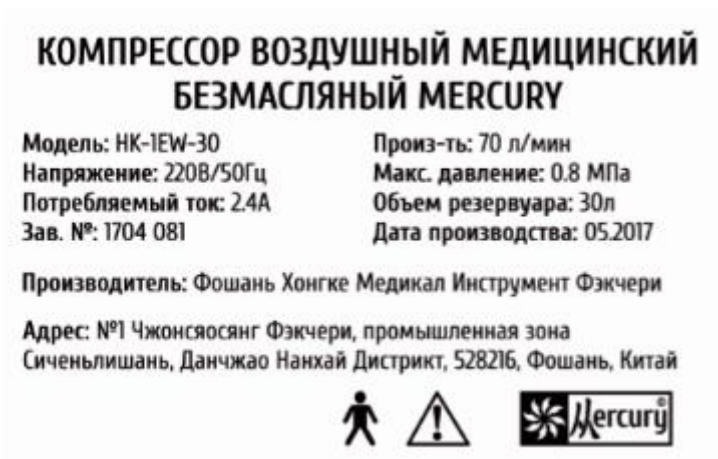 КОМПРЕССОР ВОЗДУШНЫЙ МЕДИЦИНСКИЙ
БЕЗМАСЛЯНЫЙ MERCURY
Модель: HK-1EW-30
Напряжение: 220В/50Гц
Потребляемый ток: 2.4А
Зав. №: 1704 081
Произ-ть: 70 л/мин
Макс. давление: 0.8 МПа
Объем резервуара: 30л
Дата производства: 05.2017
Производитель: Фошань Хонгке Медикал Инструмент Фэкчери
Адрес: №1 Чжонсяосянг Фэкчери, промышленная зона
Сиченьлишань, Данчжао Нанхай Дистрикт, 528216, Фошань, Китай
Mercury©